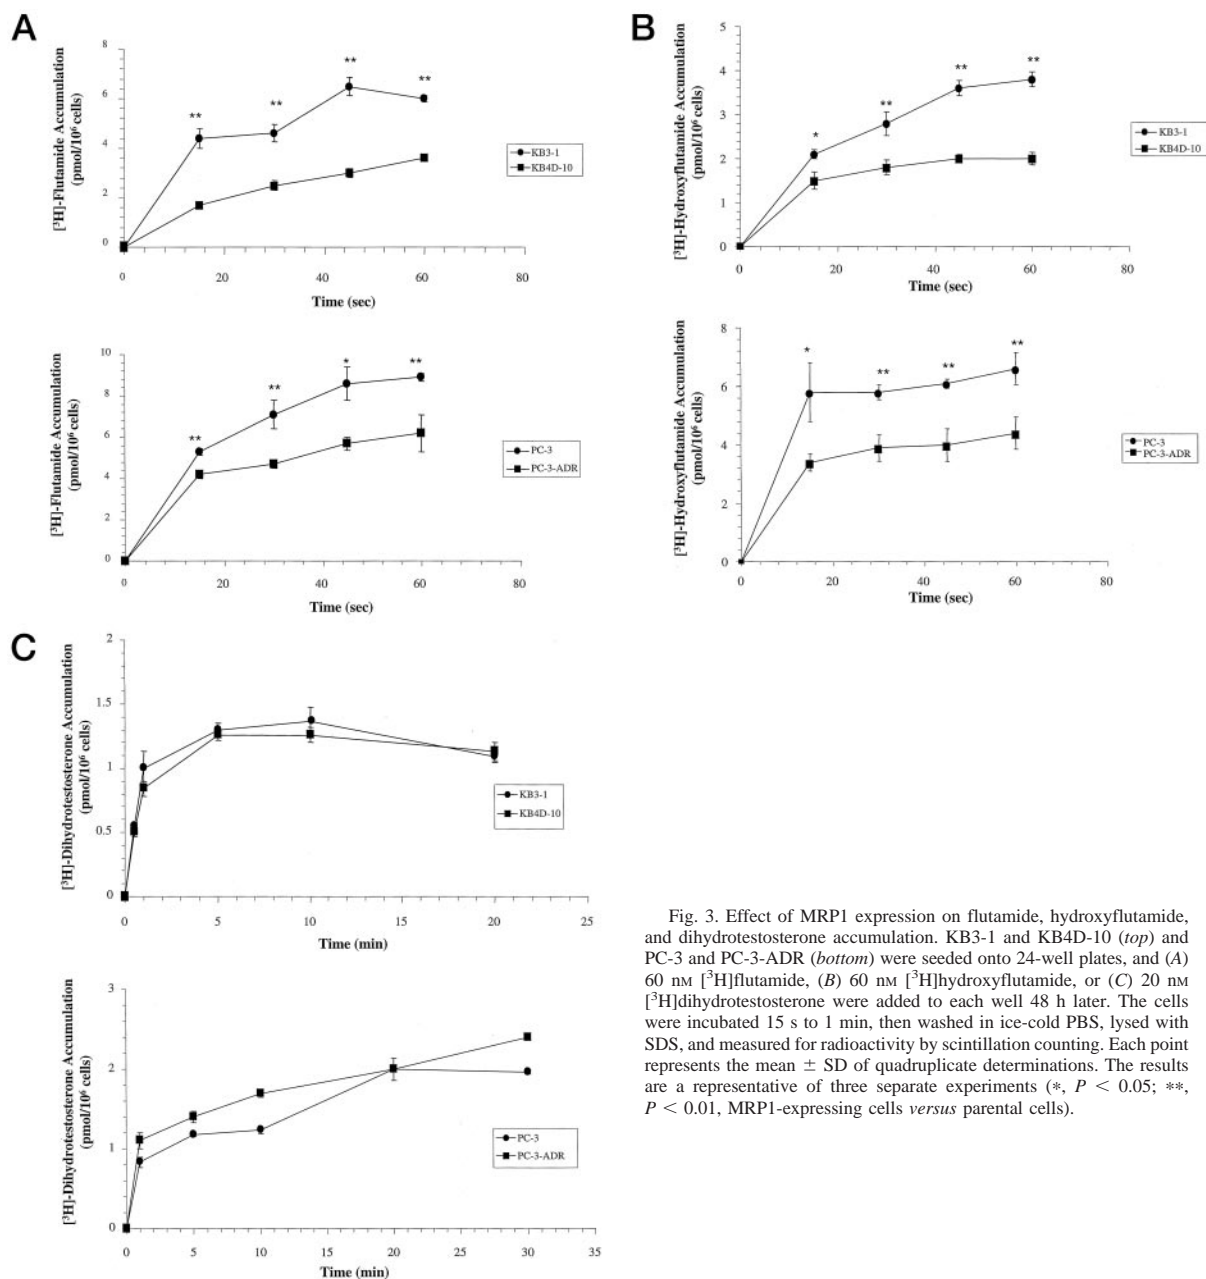 A
[³H]-Flutamide Accumulation
(pmol/10⁶ cells)
8
6
4
2
0
** ** ** **
KB3-1
KB4D-10
0 20 40 60 80
Time (sec)
[³H]-Flutamide Accumulation
(pmol/10⁶ cells)
10
8
6
4
2
0
** ** * **
PC-3
PC-3-ADR
0 20 40 60 80
Time (sec)
B
[³H]-Hydroxyflutamide Accumulation
(pmol/10⁶ cells)
5
4
3
2
1
0
* ** ** **
KB3-1
KB4D-10
0 20 40 60 80
Time (sec)
[³H]-Hydroxyflutamide Accumulation
(pmol/10⁶ cells)
8
6
4
2
0
* ** ** **
PC-3
PC-3-ADR
0 20 40 60 80
Time (sec)
C
[³H]-Dihydrotestosterone Accumulation
(pmol/10⁶ cells)
2
1.5
1
0.5
0
KB3-1
KB4D-10
0 5 10 20 25
Time (min)
[³H]-Dihydrotestosterone Accumulation
(pmol/10⁶ cells)
3
2
1
0
PC-3
PC-3-ADR
0 5 10 20 30 35
Time (min)
Fig. 3. Effect of MRP1 expression on flutamide, hydroxyflutamide,
and dihydrotestosterone accumulation. KB3-1 and KB4D-10 (top) and
PC-3 and PC-3-ADR (bottom) were seeded onto 24-well plates, and (A)
60 nM [³H]flutamide, (B) 60 nM [³H]hydroxyflutamide, or (C) 20 nM
[³H]dihydrotestosterone were added to each well 48 h later. The cells
were incubated 15 s to 1 min, then washed in ice-cold PBS, lysed with
SDS, and measured for radioactivity by scintillation counting. Each point
represents the mean ± SD of quadruplicate determinations. The results
are a representative of three separate experiments (*, P < 0.05; **,
P < 0.01, MRP1-expressing cells versus parental cells).